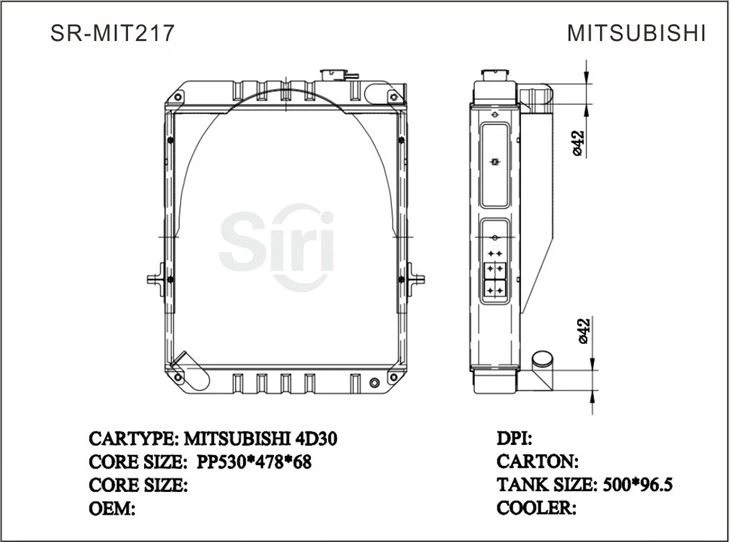 SR-MIT217
MITSUBISHI
ø42
Siri
ø42
CARTYPE: MITSUBISHI 4D30
CORE SIZE: PP530*478*68
CORE SIZE:
OEM:
DPI:
CARTON:
TANK SIZE: 500*96.5
COOLER: